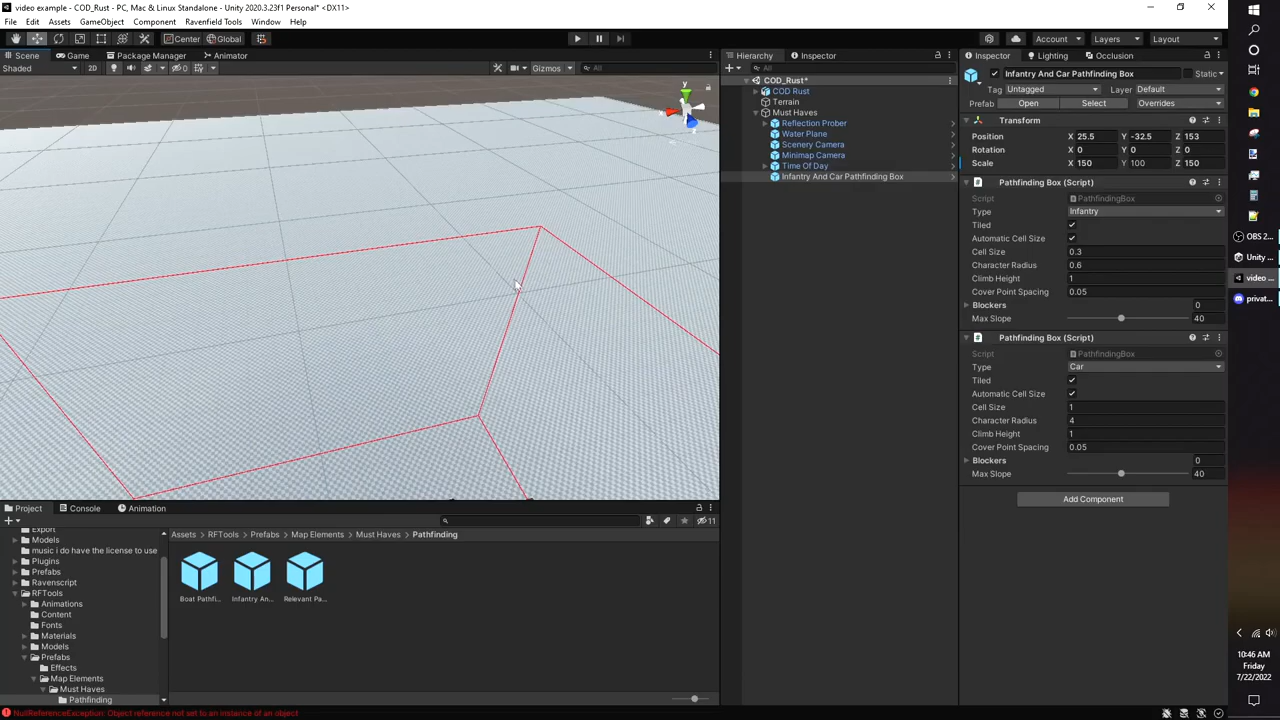 video example - COD_Rust - PC, Mac & Linux Standalone - Unity 2020.3.23f1 Personal* <DX11>
File Edit Assets GameObject Component Ravenfield Tools Window Help
Center Global Account Layers Layout
Scene Game Package Manager Animator
Shaded 2D 0 Gizmos All
y
x
Hierarchy Inspector
All
COD_Rust*
COD Rust
Terrain
Must Haves
Reflection Prober
Water Plane
Scenery Camera
Minimap Camera
Time Of Day
Infantry And Car Pathfinding Box
Inspector Lighting Occlusion
Infantry And Car Pathfinding Box Static
Tag Untagged Layer Default
Prefab Open Select Overrides
Transform
Position X 25.5 Y -32.5 Z 153
Rotation X 0 Y 0 Z 0
Scale X 150 Y 100 Z 150
# Pathfinding Box (Script)
Script PathfindingBox
Type Infantry
Tiled
Automatic Cell Size
Cell Size 0.3
Character Radius 0.6
Climb Height 1
Cover Point Spacing 0.05
Blockers 0
Max Slope 40
# Pathfinding Box (Script)
Script PathfindingBox
Type Car
Tiled
Automatic Cell Size
Cell Size 1
Character Radius 4
Climb Height 1
Cover Point Spacing 0.05
Blockers 0
Max Slope 40
Add Component
Project Console Animation
11
Export
Models
music i do have the license to use
Plugins
Prefabs
Ravenscript
RFTools
Animations
Content
Fonts
Materials
Models
Prefabs
Effects
Map Elements
Must Haves
Pathfinding
Assets > RFTools > Prefabs > Map Elements > Must Haves > Pathfinding
Boat Pathfi... Infantry An... Relevant Pa...
NullReferenceException: Object reference not set to an instance of an object
OBS 2...
Unity ...
video ...
privat...
10:46 AM
Friday
7/22/2022